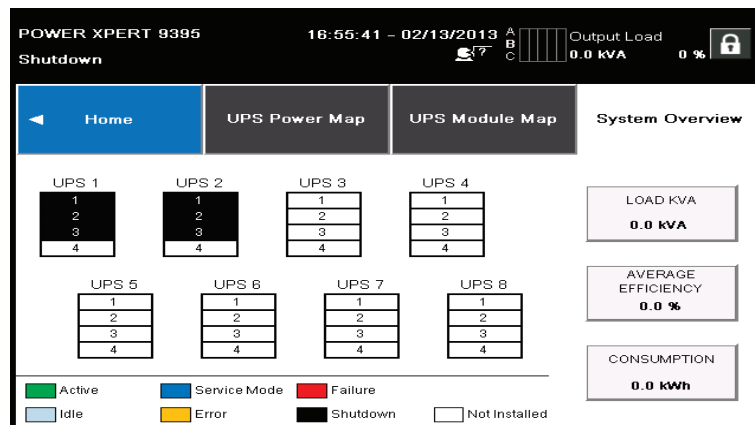 POWER XPERT 9395 16:55:41 - 02/13/2013 A B C Output Load
Shutdown ? 0.0 kVA 0 %
◄ Home UPS Power Map UPS Module Map System Overview
UPS 1 UPS 2 UPS 3 UPS 4
1 1 1 1
2 2 2 2
3 3 3 3
4 4 4 4
LOAD KVA
0.0 kVA
UPS 5 UPS 6 UPS 7 UPS 8
1 1 1 1
2 2 2 2
3 3 3 3
4 4 4 4
AVERAGE
EFFICIENCY
0.0 %
CONSUMPTION
0.0 kWh
Active Service Mode Failure
Idle Error Shutdown Not Installed